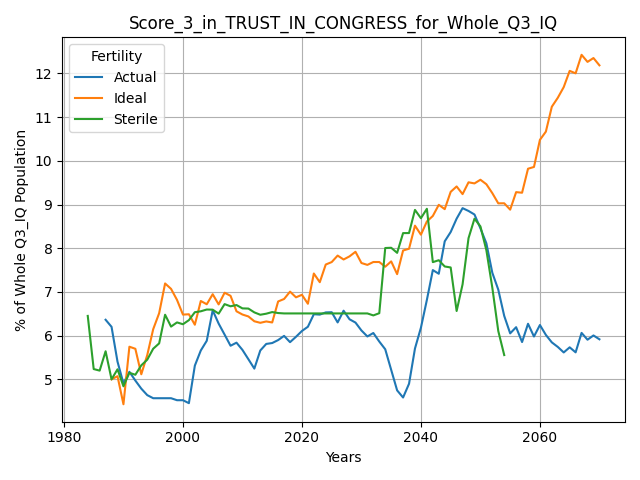 Score_3_in_TRUST_IN_CONGRESS_for_Whole_Q3_IQ
Fertility
Actual
Ideal
Sterile
% of Whole Q3_IQ Population
12
11
10
9
8
7
6
5
1980
2000
2020
2040
2060
Years